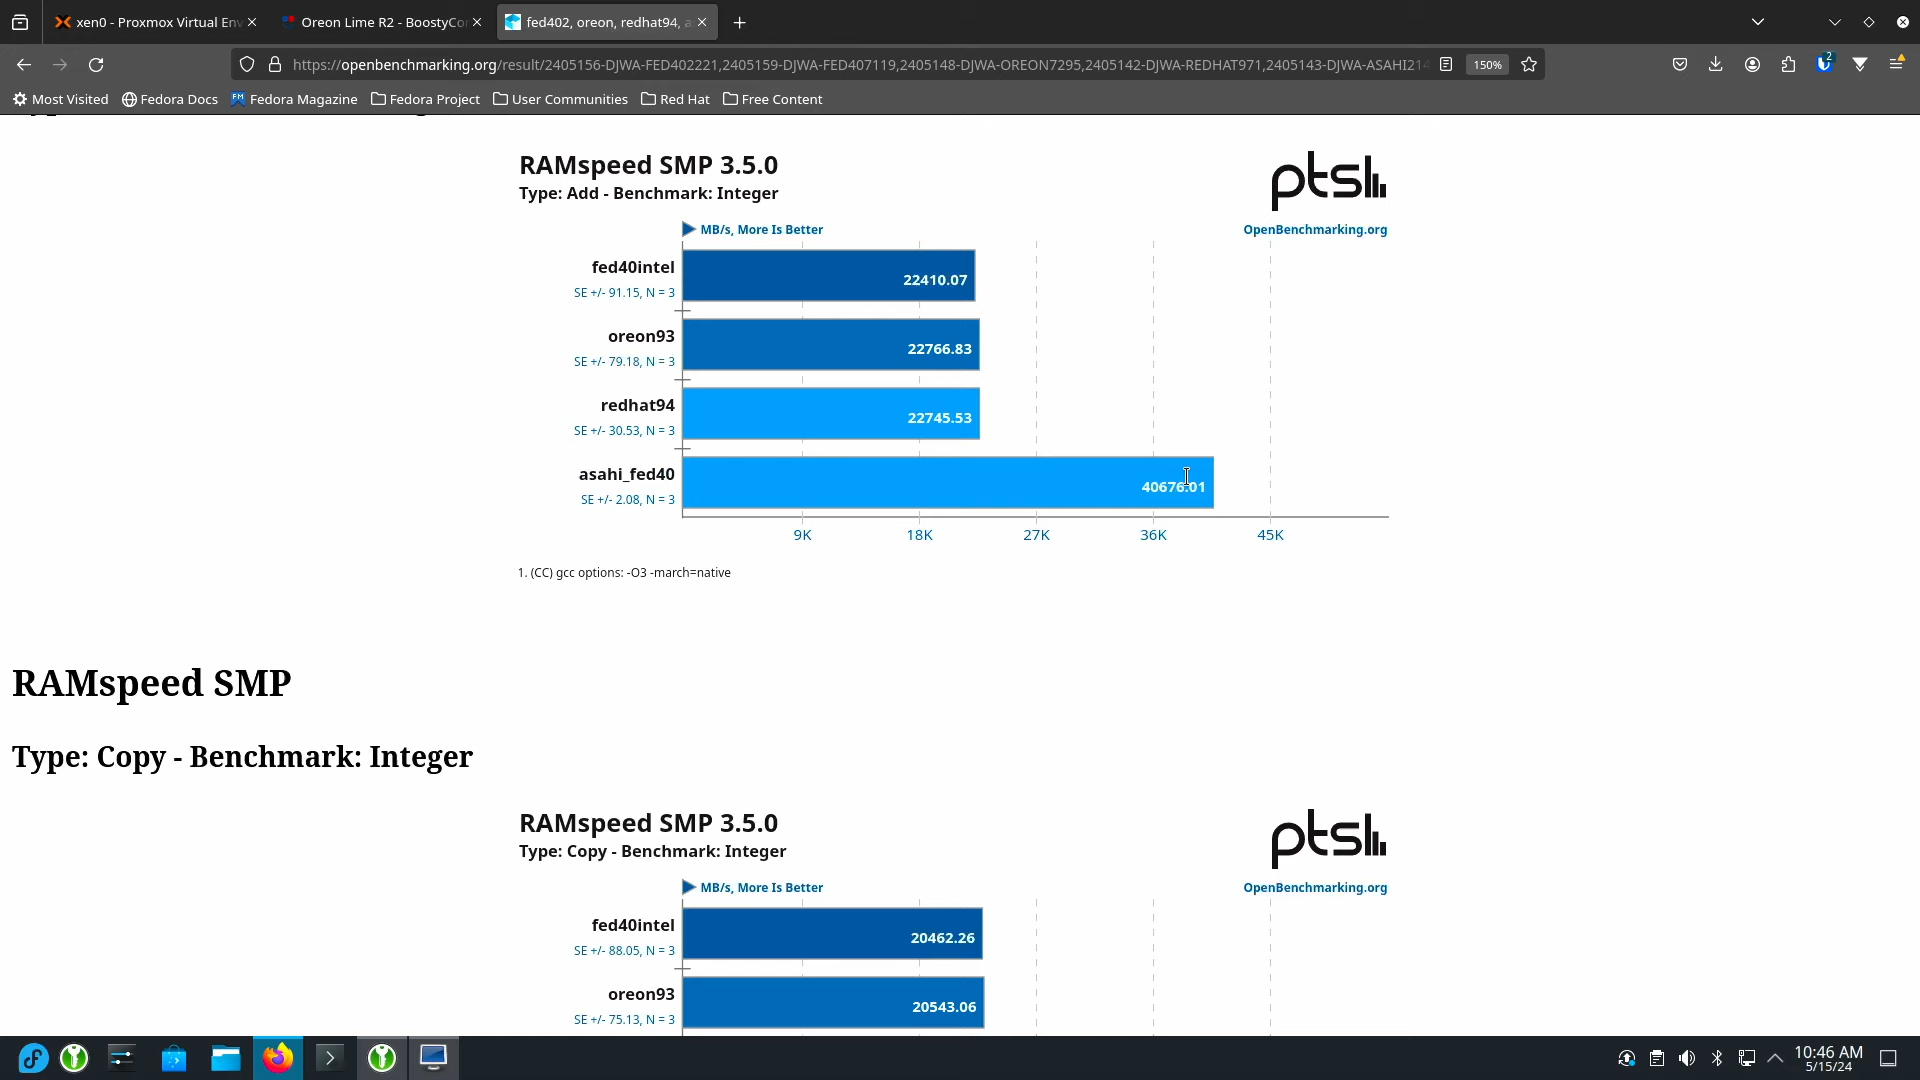 xen0 - Proxmox Virtual Env
Oreon Lime R2 - BoostyCon
fed402, oreon, redhat94, a
https://openbenchmarking.org/result/2405156-DJWA-FED402221,2405159-DJWA-FED407119,2405148-DJWA-OREON7295,2405142-DJWA-REDHAT971,2405143-DJWA-ASAHI214
150%
2
Most Visited
Fedora Docs
Fedora Magazine
Fedora Project
User Communities
Red Hat
Free Content
RAMspeed SMP 3.5.0
Type: Add - Benchmark: Integer
ptsl
MB/s, More Is Better
OpenBenchmarking.org
fed40intel
SE +/- 91.15, N = 3
22410.07
oreon93
SE +/- 79.18, N = 3
22766.83
redhat94
SE +/- 30.53, N = 3
22745.53
asahi_fed40
SE +/- 2.08, N = 3
40676.01
9K 18K 27K 36K 45K
1. (CC) gcc options: -O3 -march=native
RAMspeed SMP
Type: Copy - Benchmark: Integer
RAMspeed SMP 3.5.0
Type: Copy - Benchmark: Integer
ptsl
MB/s, More Is Better
OpenBenchmarking.org
fed40intel
SE +/- 88.05, N = 3
20462.26
oreon93
SE +/- 75.13, N = 3
20543.06
10:46 AM
5/15/24